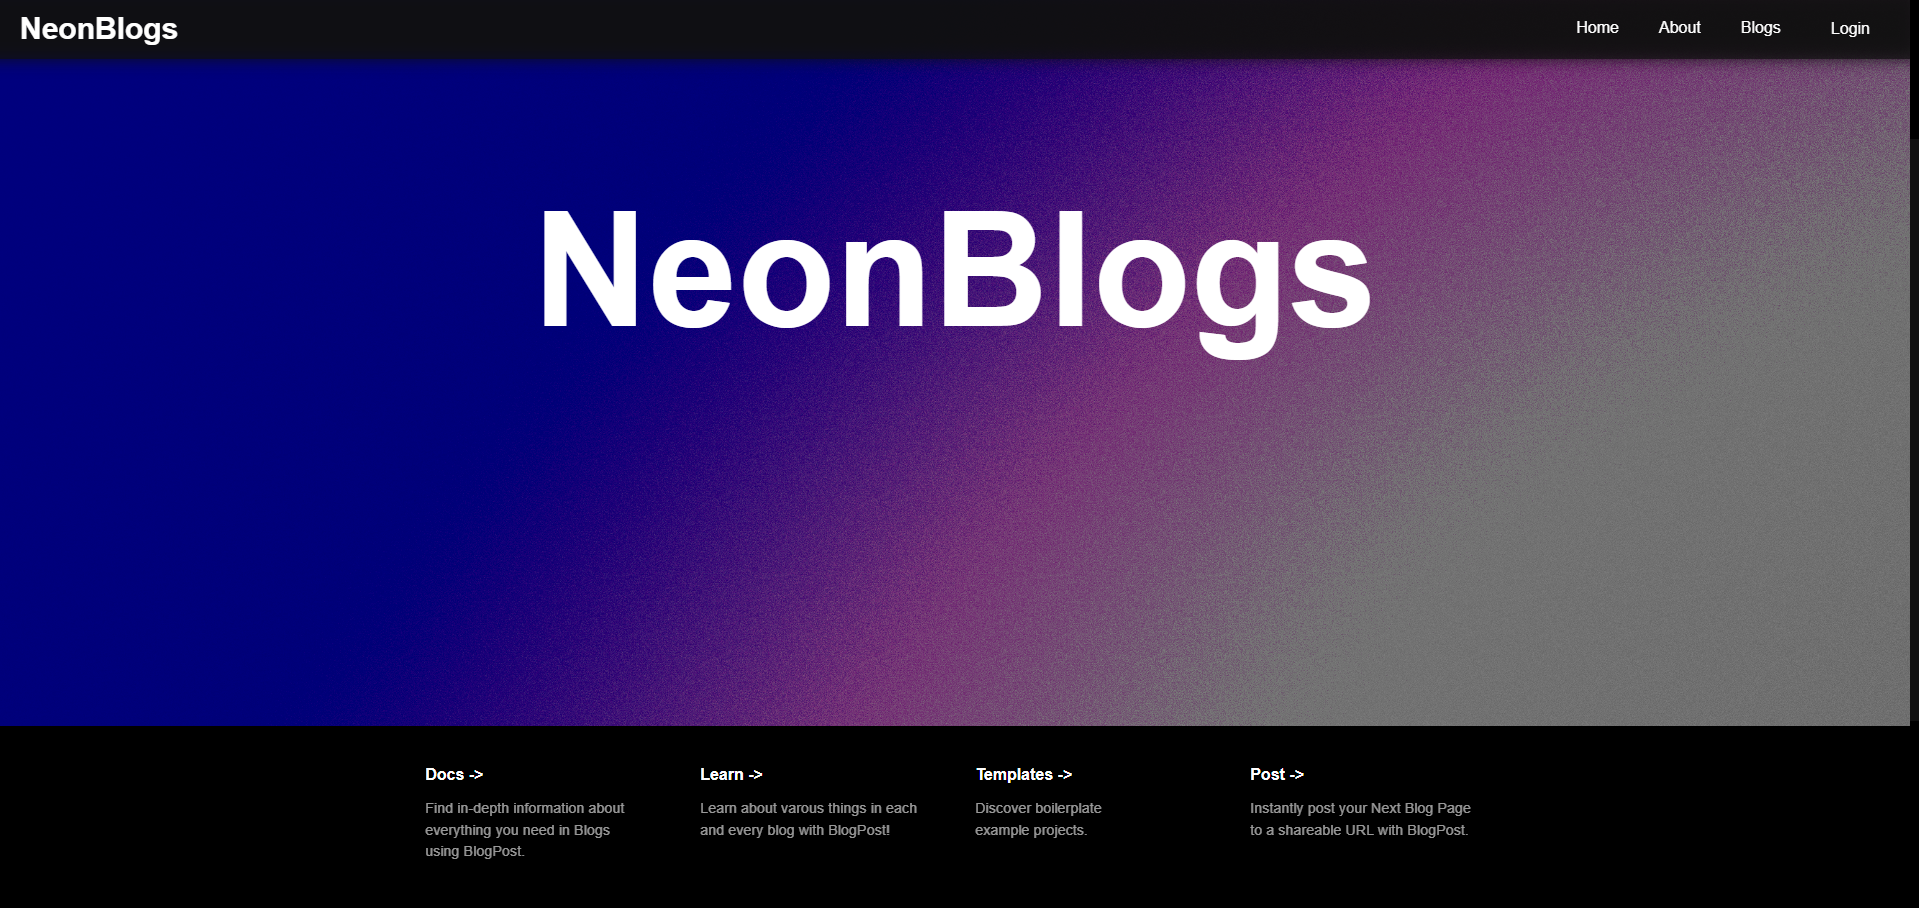 NeonBlogs
Home About Blogs Login
NeonBlogs
Docs ->
Find in-depth information about
everything you need in Blogs
using BlogPost.
Learn ->
Learn about varous things in each
and every blog with BlogPost!
Templates ->
Discover boilerplate
example projects.
Post ->
Instantly post your Next Blog Page
to a shareable URL with BlogPost.